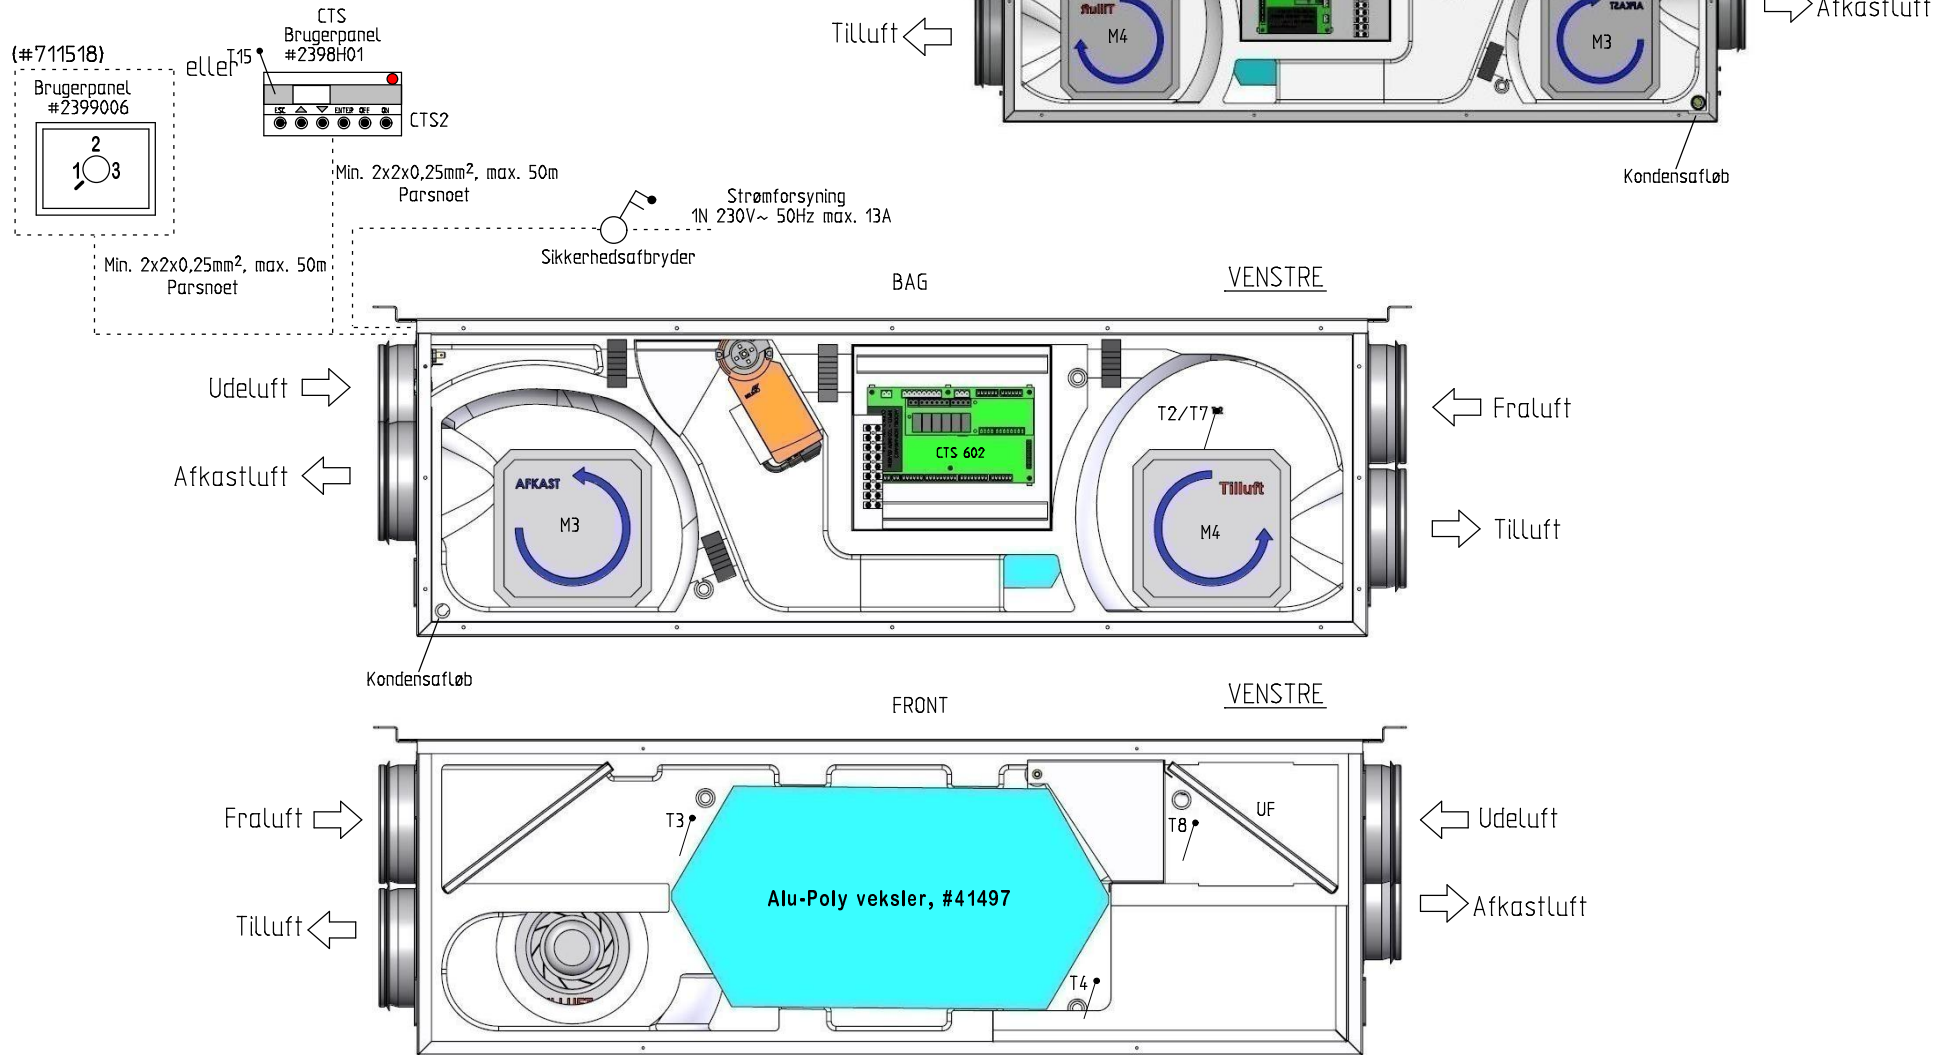 CTS
Brugerpanel
#2398H01
T15
eller
(#711518)
Brugerpanel
#2399006
1 2 3
ESC ENTER OFF ON
CTS2
Min. 2x2x0,25mm², max. 50m
Parsnoet
Min. 2x2x0,25mm², max. 50m
Parsnoet
Strømforsyning
1N 230V~ 50Hz max. 13A
Sikkerhedsafbryder
Tilluft
Tilluft
M4
AFKAST
M3
Afkastluft
Kondensafløb
BAG
VENSTRE
Udeluft
Afkastluft
AFKAST
M3
CTS 602
T2/T7
Tilluft
M4
Fraluft
Tilluft
Kondensafløb
FRONT
VENSTRE
Fraluft
Tilluft
T3
Alu-Poly veksler, #41497
T4
T8
UF
Udeluft
Afkastluft